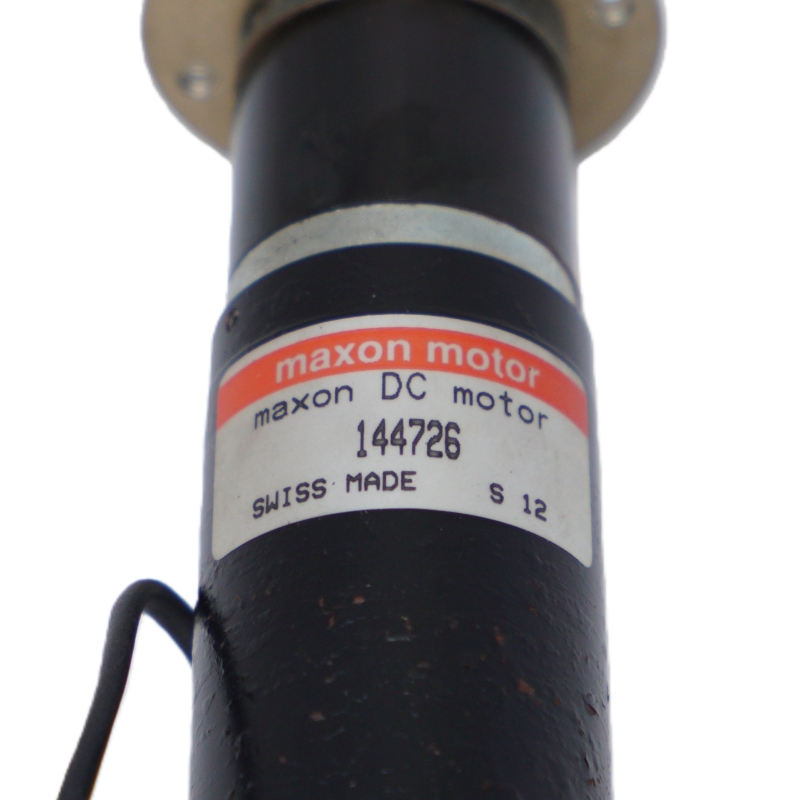 maxon motor
maxon DC motor
144726
SWISS MADE S 12